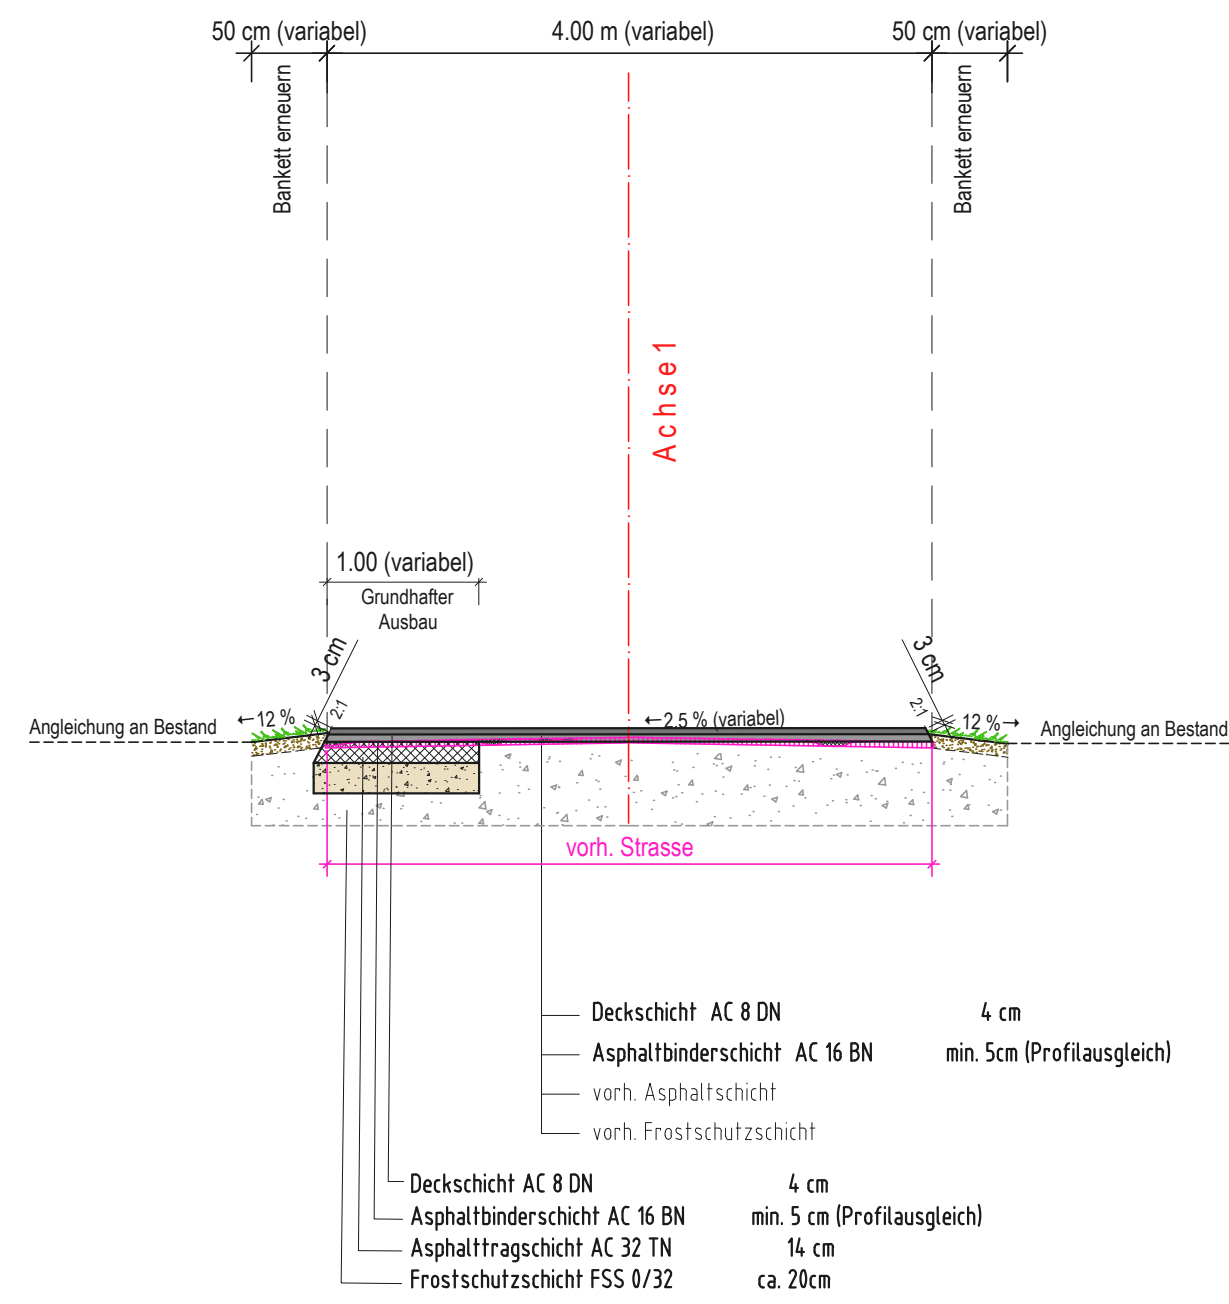 50 cm (variabel)
4.00 m (variabel)
50 cm (variabel)
Bankett erneuern
Bankett erneuern
Achse1
1.00 (variabel)
Grundhafter
Ausbau
3 cm
3 cm
2:1
2:1
Angleichung an Bestand
←12 %
←2.5 % (variabel)
12 %→
Angleichung an Bestand
vorh. Strasse
Deckschicht AC 8 DN 4 cm
Asphaltbinderschicht AC 16 BN min. 5cm (Profilausgleich)
vorh. Asphaltschicht
vorh. Frostschutzschicht
Deckschicht AC 8 DN 4 cm
Asphaltbinderschicht AC 16 BN min. 5 cm (Profilausgleich)
Asphalttragschicht AC 32 TN 14 cm
Frostschutzschicht FSS 0/32 ca. 20cm